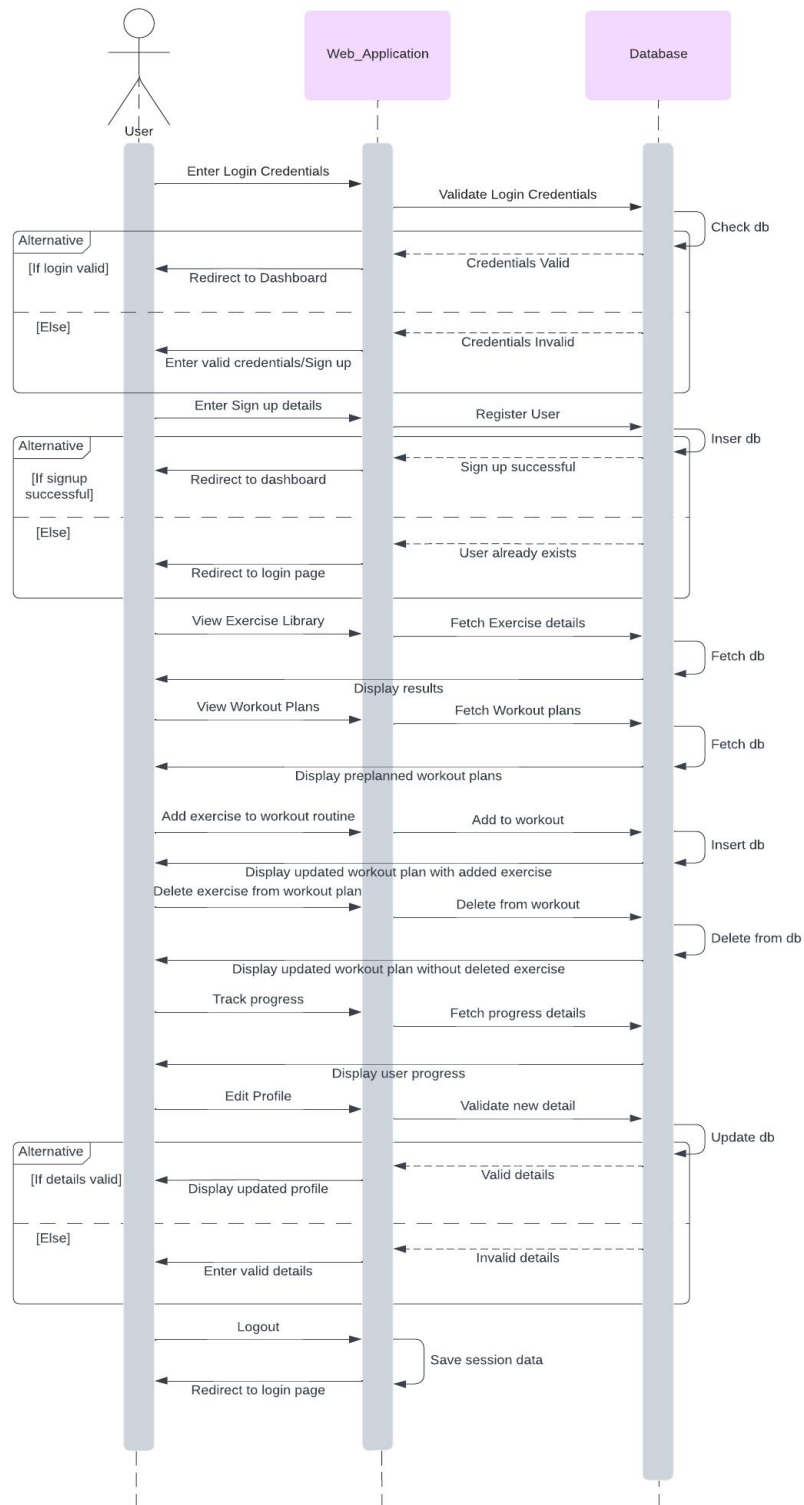 Web_Application
Database
User
Enter Login Credentials
Validate Login Credentials
Check db
Alternative
[If login valid]
Credentials Valid
Redirect to Dashboard
[Else]
Credentials Invalid
Enter valid credentials/Sign up
Enter Sign up details
Register User
Inser db
Alternative
[If signup
successful]
Sign up successful
Redirect to dashboard
[Else]
User already exists
Redirect to login page
View Exercise Library
Fetch Exercise details
Fetch db
Display results
View Workout Plans
Fetch Workout plans
Fetch db
Display preplanned workout plans
Add exercise to workout routine
Add to workout
Insert db
Display updated workout plan with added exercise
Delete exercise from workout plan
Delete from workout
Delete from db
Display updated workout plan without deleted exercise
Track progress
Fetch progress details
Display user progress
Edit Profile
Validate new detail
Update db
Alternative
[If details valid]
Valid details
Display updated profile
[Else]
Invalid details
Enter valid details
Logout
Save session data
Redirect to login page